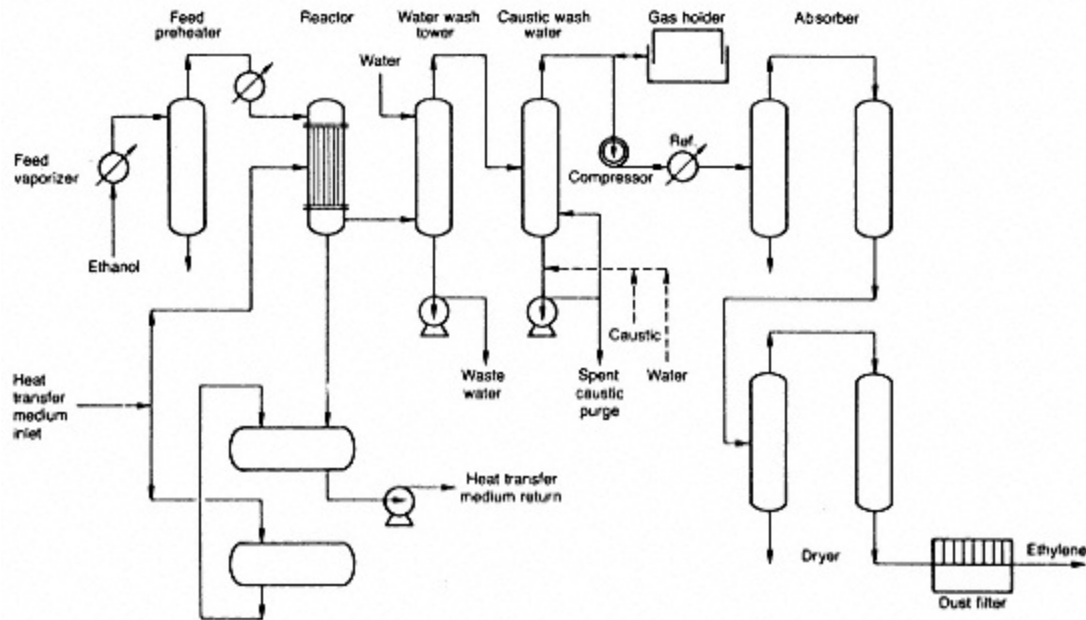 Feed
preheater
Reactor
Water wash
tower
Caustic wash
water
Gas holder
Absorber
Water
Ref.
Feed
vaporizer
Compressor
Ethanol
Caustic
Heat
transfer
medium
inlet
Waste
water
Spent
caustic
purge
Water
Heat transfer
medium return
Dryer
Ethylene
Dust filter